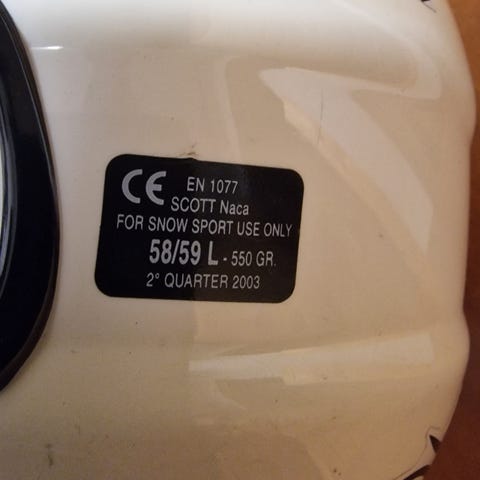 CE EN 1077
SCOTT Naca
FOR SNOW SPORT USE ONLY
58/59 L - 550 GR.
2° QUARTER 2003